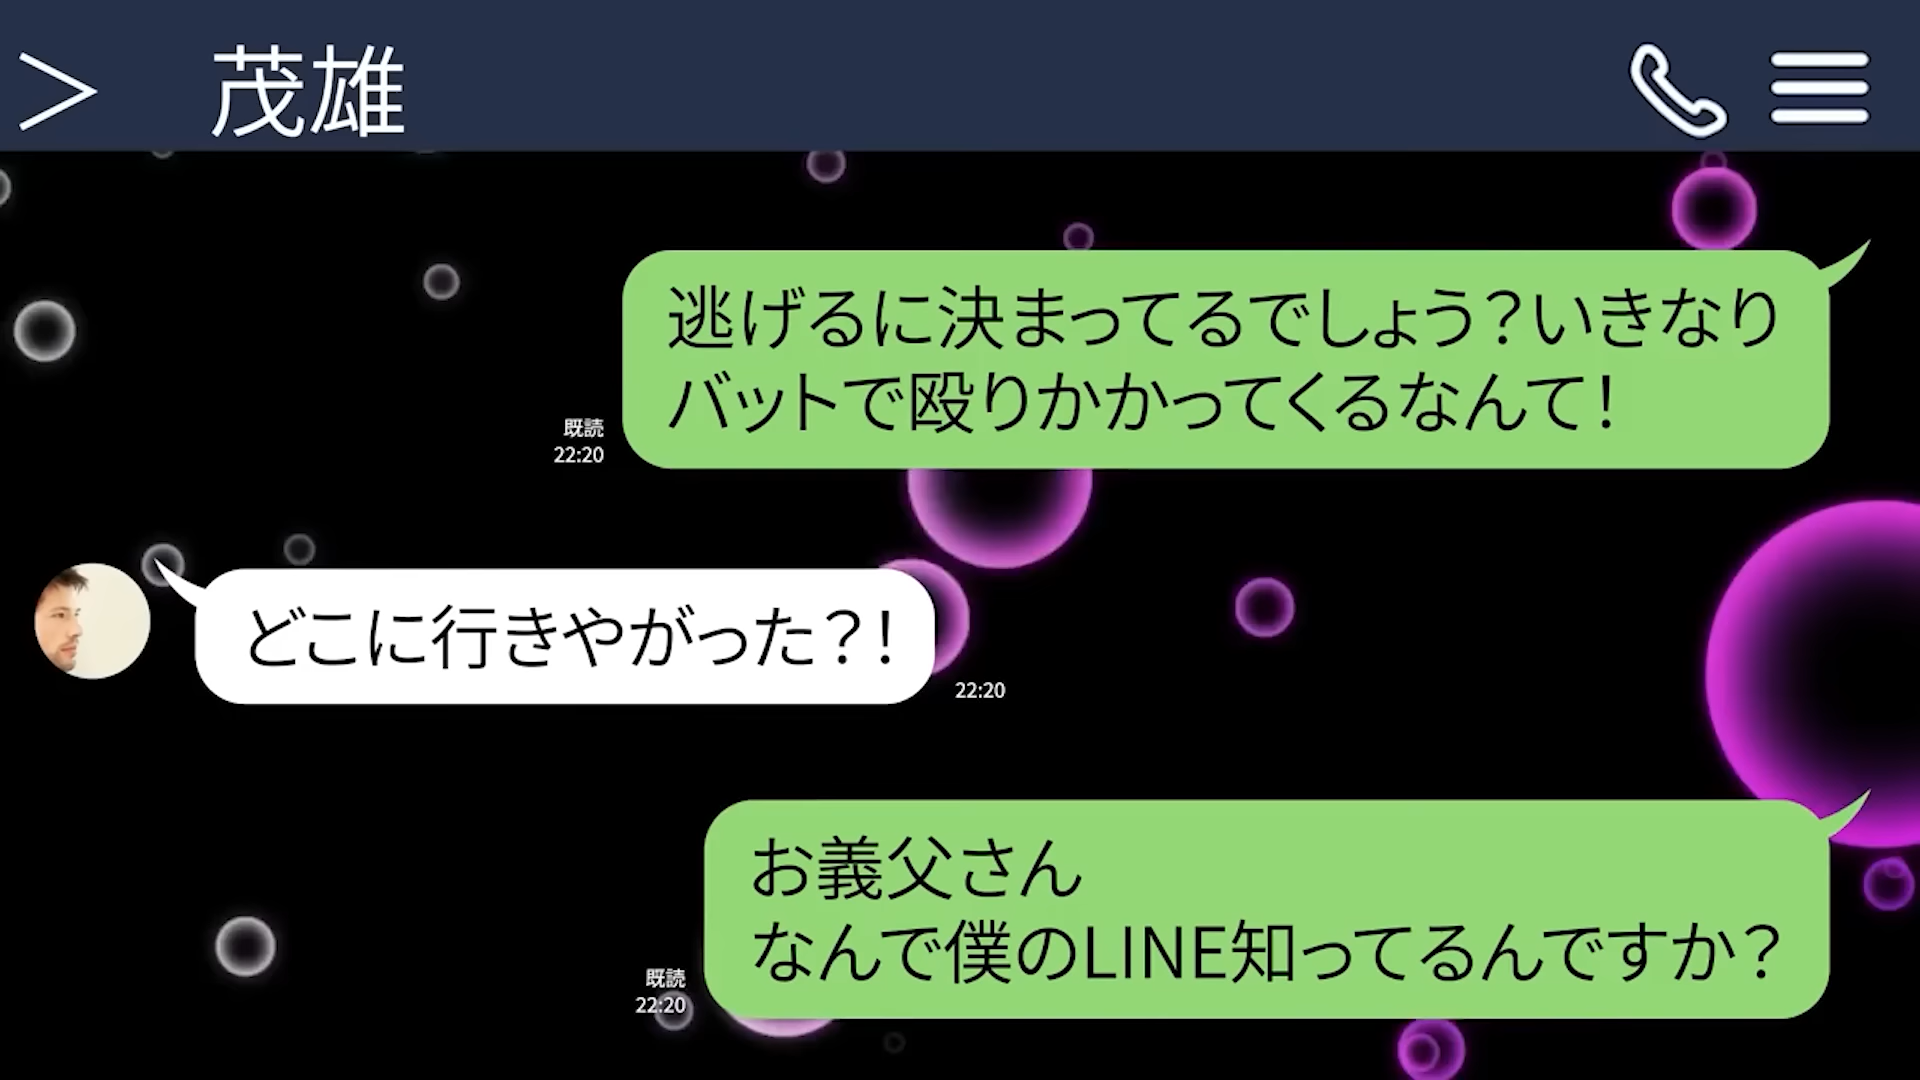 茂雄
逃げるに決まってるでしょう？いきなり
バットで殴りかかってくるなんて！
既読
22:20
どこに行きやがった？！
22:20
お義父さん
なんで僕のLINE知ってるんですか？
既読
22:20